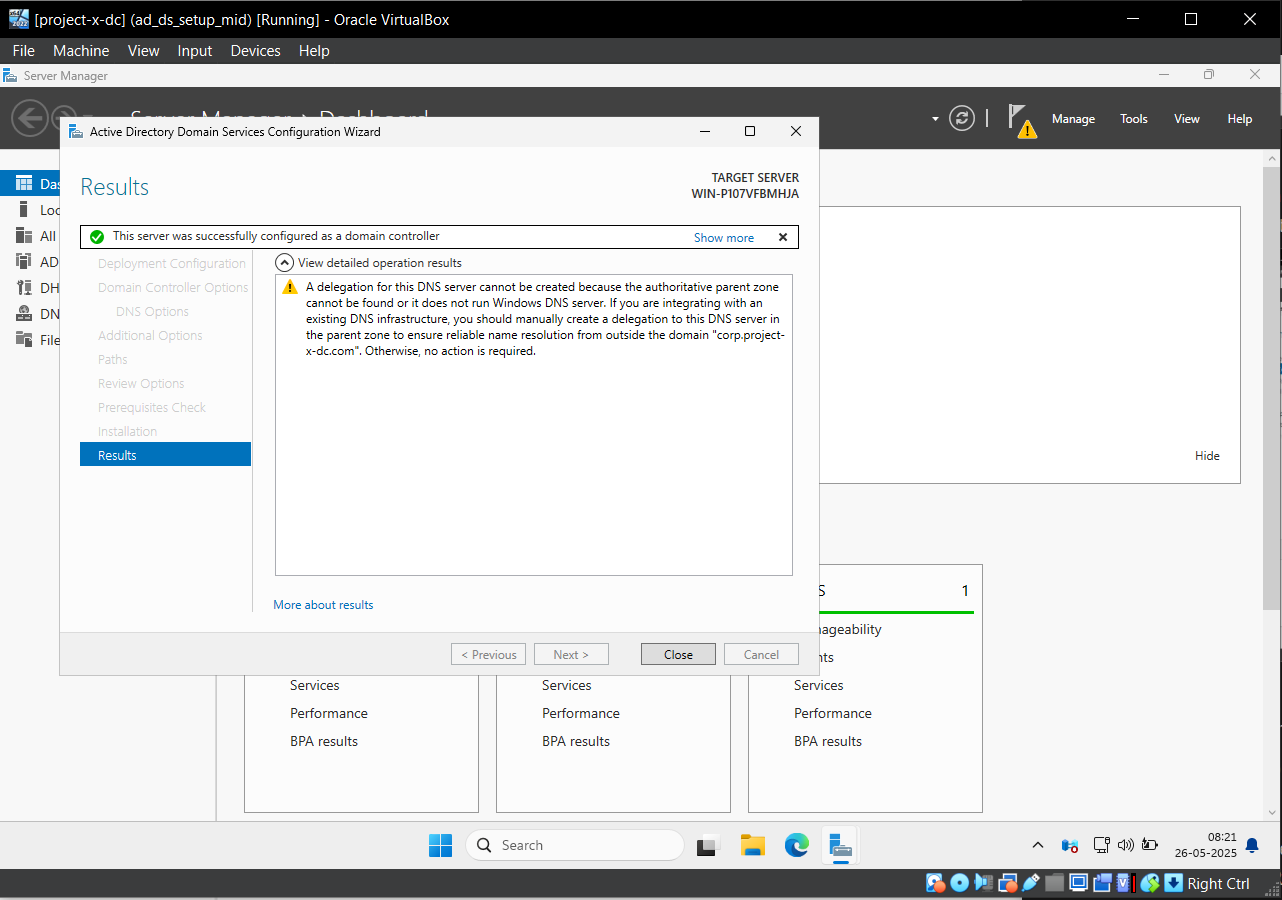 [project-x-dc] (ad_ds_setup_mid) [Running] - Oracle VirtualBox
File Machine View Input Devices Help
Server Manager
Manage Tools View Help
Active Directory Domain Services Configuration Wizard
Results
TARGET SERVER
WIN-P107VFBMHJA
This server was successfully configured as a domain controller
Show more
Deployment Configuration
Domain Controller Options
DNS Options
Additional Options
Paths
Review Options
Prerequisites Check
Installation
Results
View detailed operation results
A delegation for this DNS server cannot be created because the authoritative parent zone
cannot be found or it does not run Windows DNS server. If you are integrating with an
existing DNS infrastructure, you should manually create a delegation to this DNS server in
the parent zone to ensure reliable name resolution from outside the domain "corp.project-
x-dc.com". Otherwise, no action is required.
More about results
< Previous
Next >
Close
Cancel
All
AD
DH
DN
File
Hide
1
Services
Performance
BPA results
Services
Performance
BPA results
Services
Performance
BPA results
Search
08:21
26-05-2025
Right Ctrl